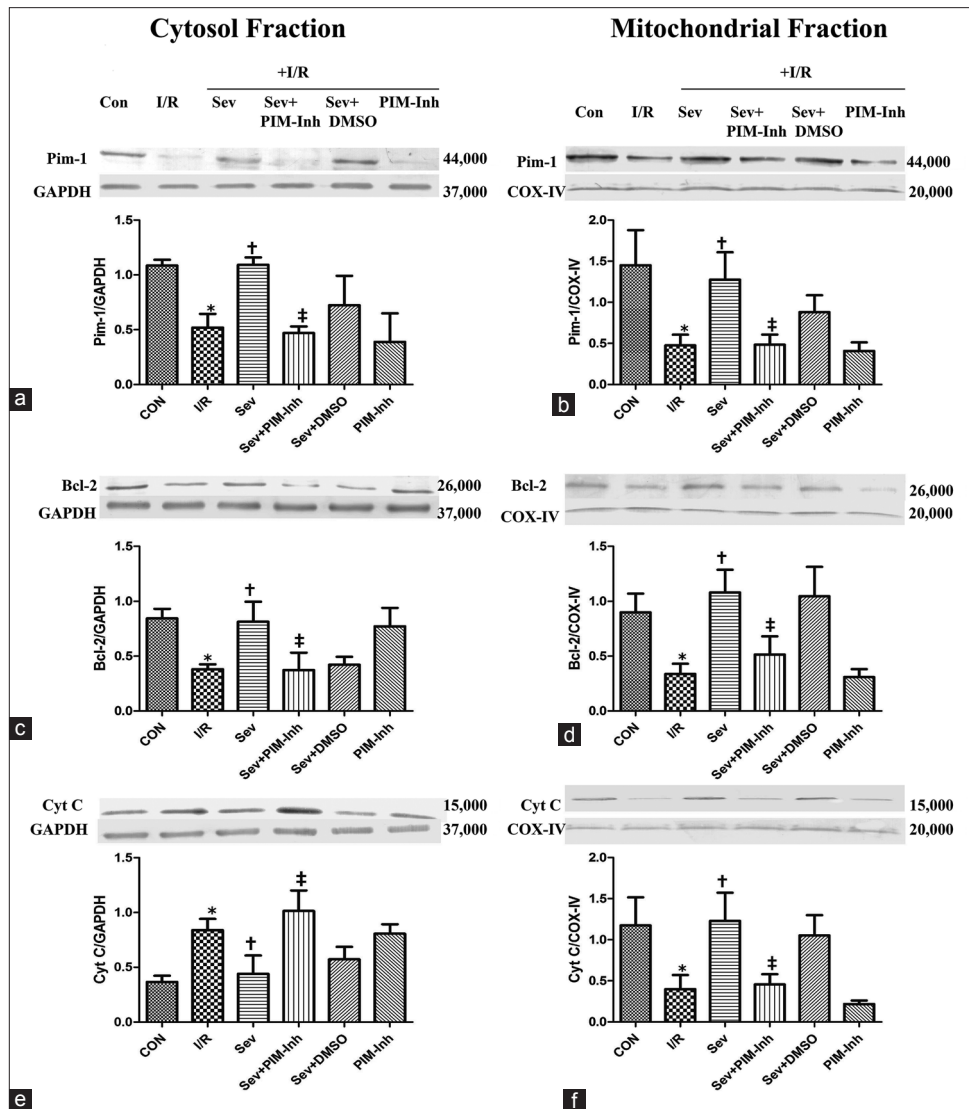 Cytosol Fraction
Mitochondrial Fraction
+I/R
Con I/R Sev Sev+ PIM-Inh Sev+ DMSO PIM-Inh
Pim-1 44,000
GAPDH 37,000
1.5
1.0
0.5
0.0
Pim-1/GAPDH
* † ‡
CON I/R Sev Sev+PIM-Inh Sev+DMSO PIM-Inh
a
+I/R
Con I/R Sev Sev+ PIM-Inh Sev+ DMSO PIM-Inh
Pim-1 44,000
COX-IV 20,000
2.0
1.5
1.0
0.5
0.0
Pim-1/COX-IV
* † ‡
CON I/R Sev Sev+PIM-Inh Sev+DMSO PIM-Inh
b
Bcl-2 26,000
GAPDH 37,000
1.5
1.0
0.5
0.0
Bcl-2/GAPDH
* † ‡
CON I/R Sev Sev+PIM-Inh Sev+DMSO PIM-Inh
c
Bcl-2 26,000
COX-IV 20,000
1.5
1.0
0.5
0.0
Bcl-2/COX-IV
* † ‡
CON I/R Sev Sev+PIM-Inh Sev+DMSO PIM-Inh
d
Cyt C 15,000
GAPDH 37,000
1.5
1.0
0.5
0.0
Cyt C/GAPDH
* † ‡
CON I/R Sev Sev+PIM-Inh Sev+DMSO PIM-Inh
e
Cyt C 15,000
COX-IV 20,000
2.0
1.5
1.0
0.5
0.0
Cyt C/COX-IV
* † ‡
CON I/R Sev Sev+PIM-Inh Sev+DMSO PIM-Inh
f